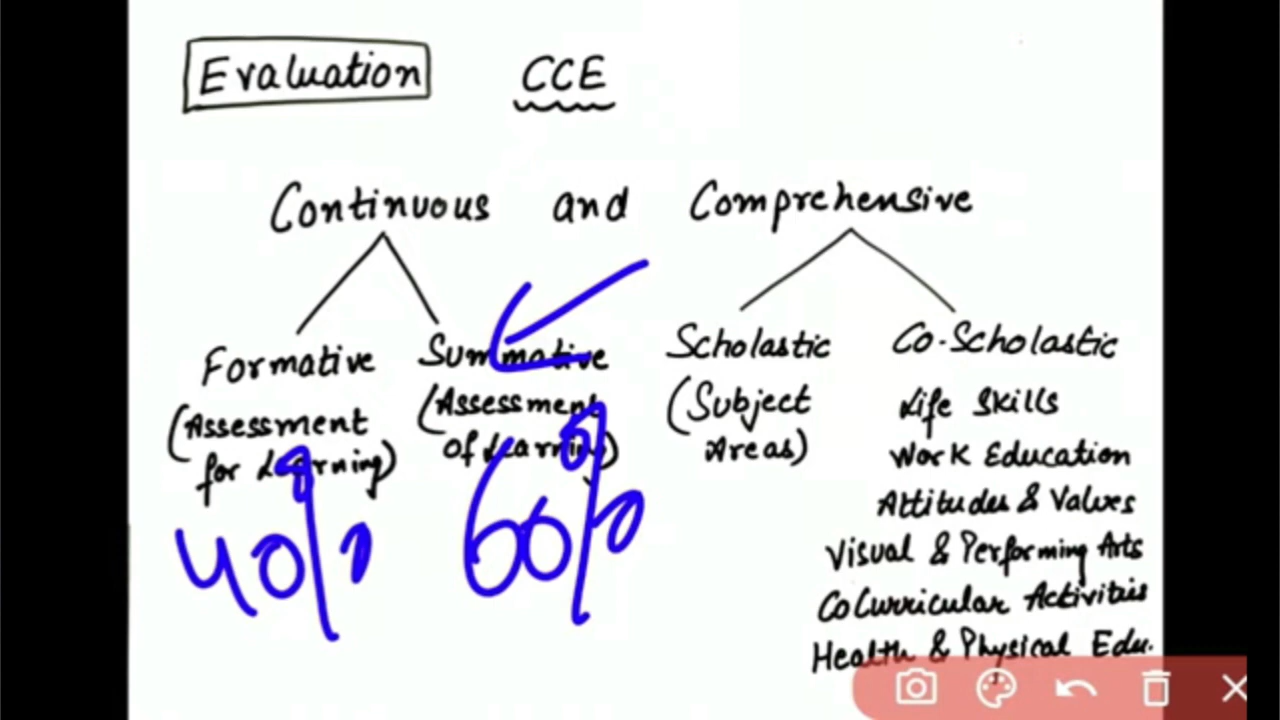 Evaluation CCE
Continuous and Comprehensive
Formative Summative Scholastic Co-Scholastic
(Assessment for Learning) (Assessment of Learning) (Subject Areas)
Life Skills
Work Education
Attitudes & Values
Visual & Performing Arts
CoCurricular Activities
Health & Physical Edu.
40% 60%